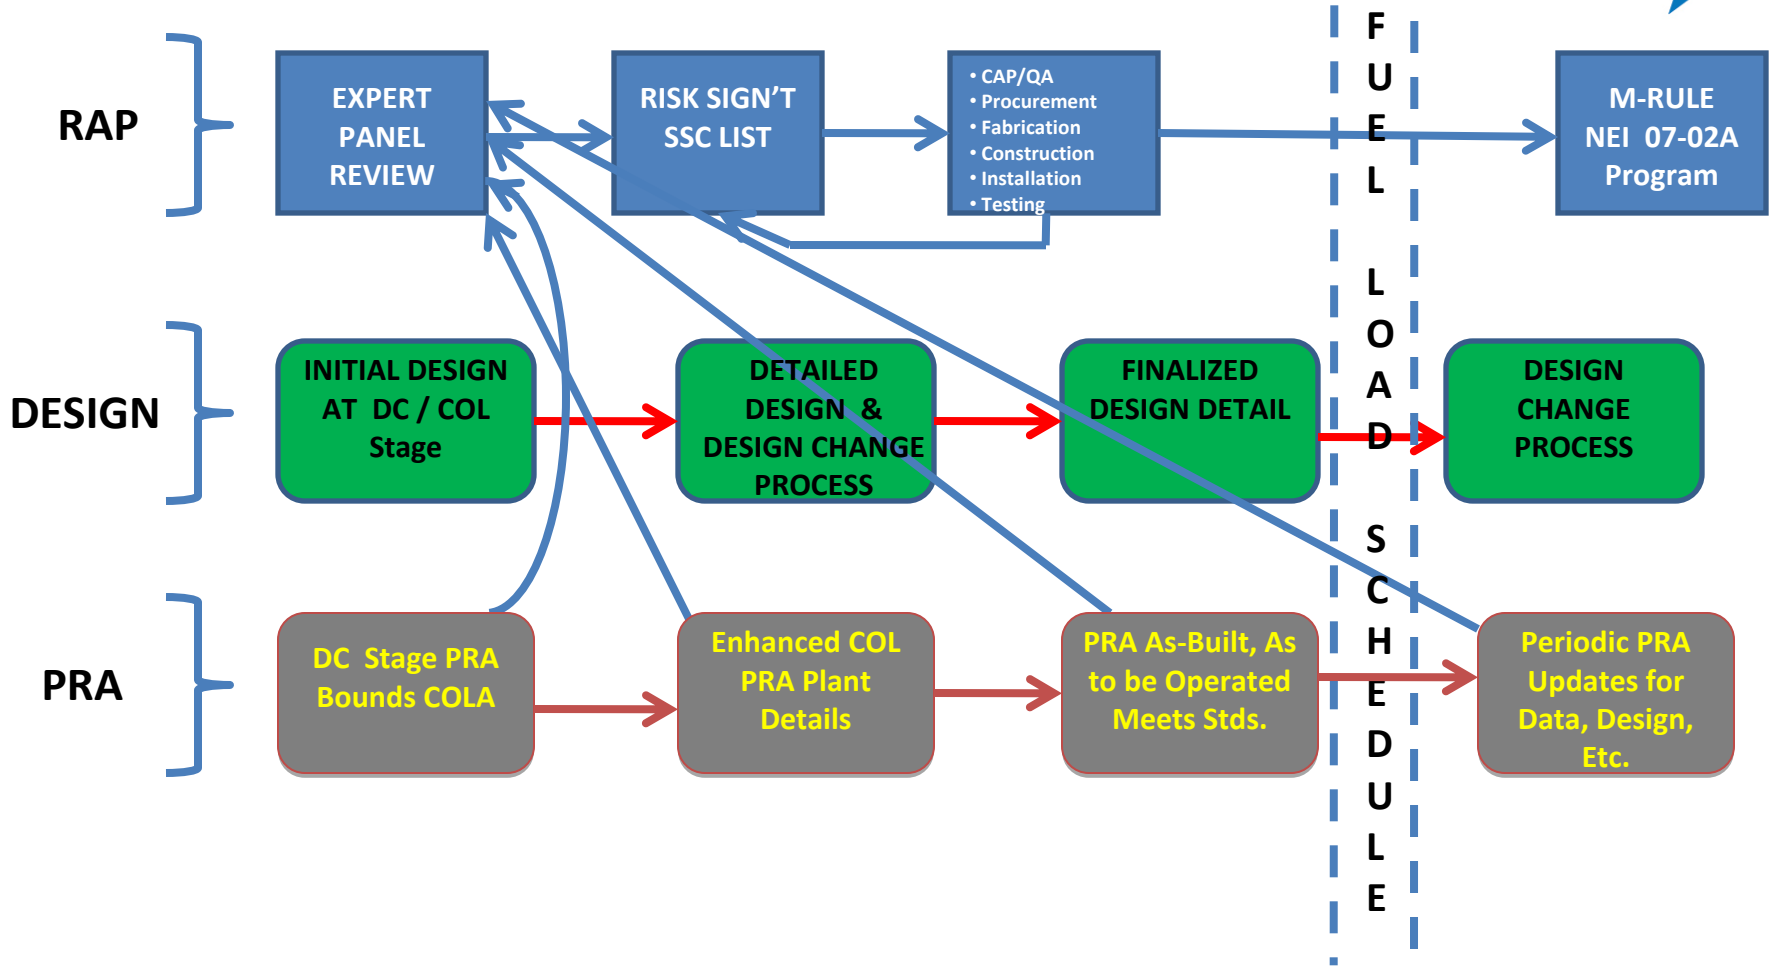 RAP
EXPERT
PANEL
REVIEW
RISK SIGN’T
SSC LIST
• CAP/QA
• Procurement
• Fabrication
• Construction
• Installation
• Testing
M-RULE
NEI 07-02A
Program
DESIGN
INITIAL DESIGN
AT DC / COL
Stage
DETAILED
DESIGN &
DESIGN CHANGE
PROCESS
FINALIZED
DESIGN DETAIL
DESIGN
CHANGE
PROCESS
PRA
DC Stage PRA
Bounds COLA
Enhanced COL
PRA Plant
Details
PRA As-Built, As
to be Operated
Meets Stds.
Periodic PRA
Updates for
Data, Design,
Etc.
F
U
E
L
L
O
A
D
S
C
H
E
D
U
L
E